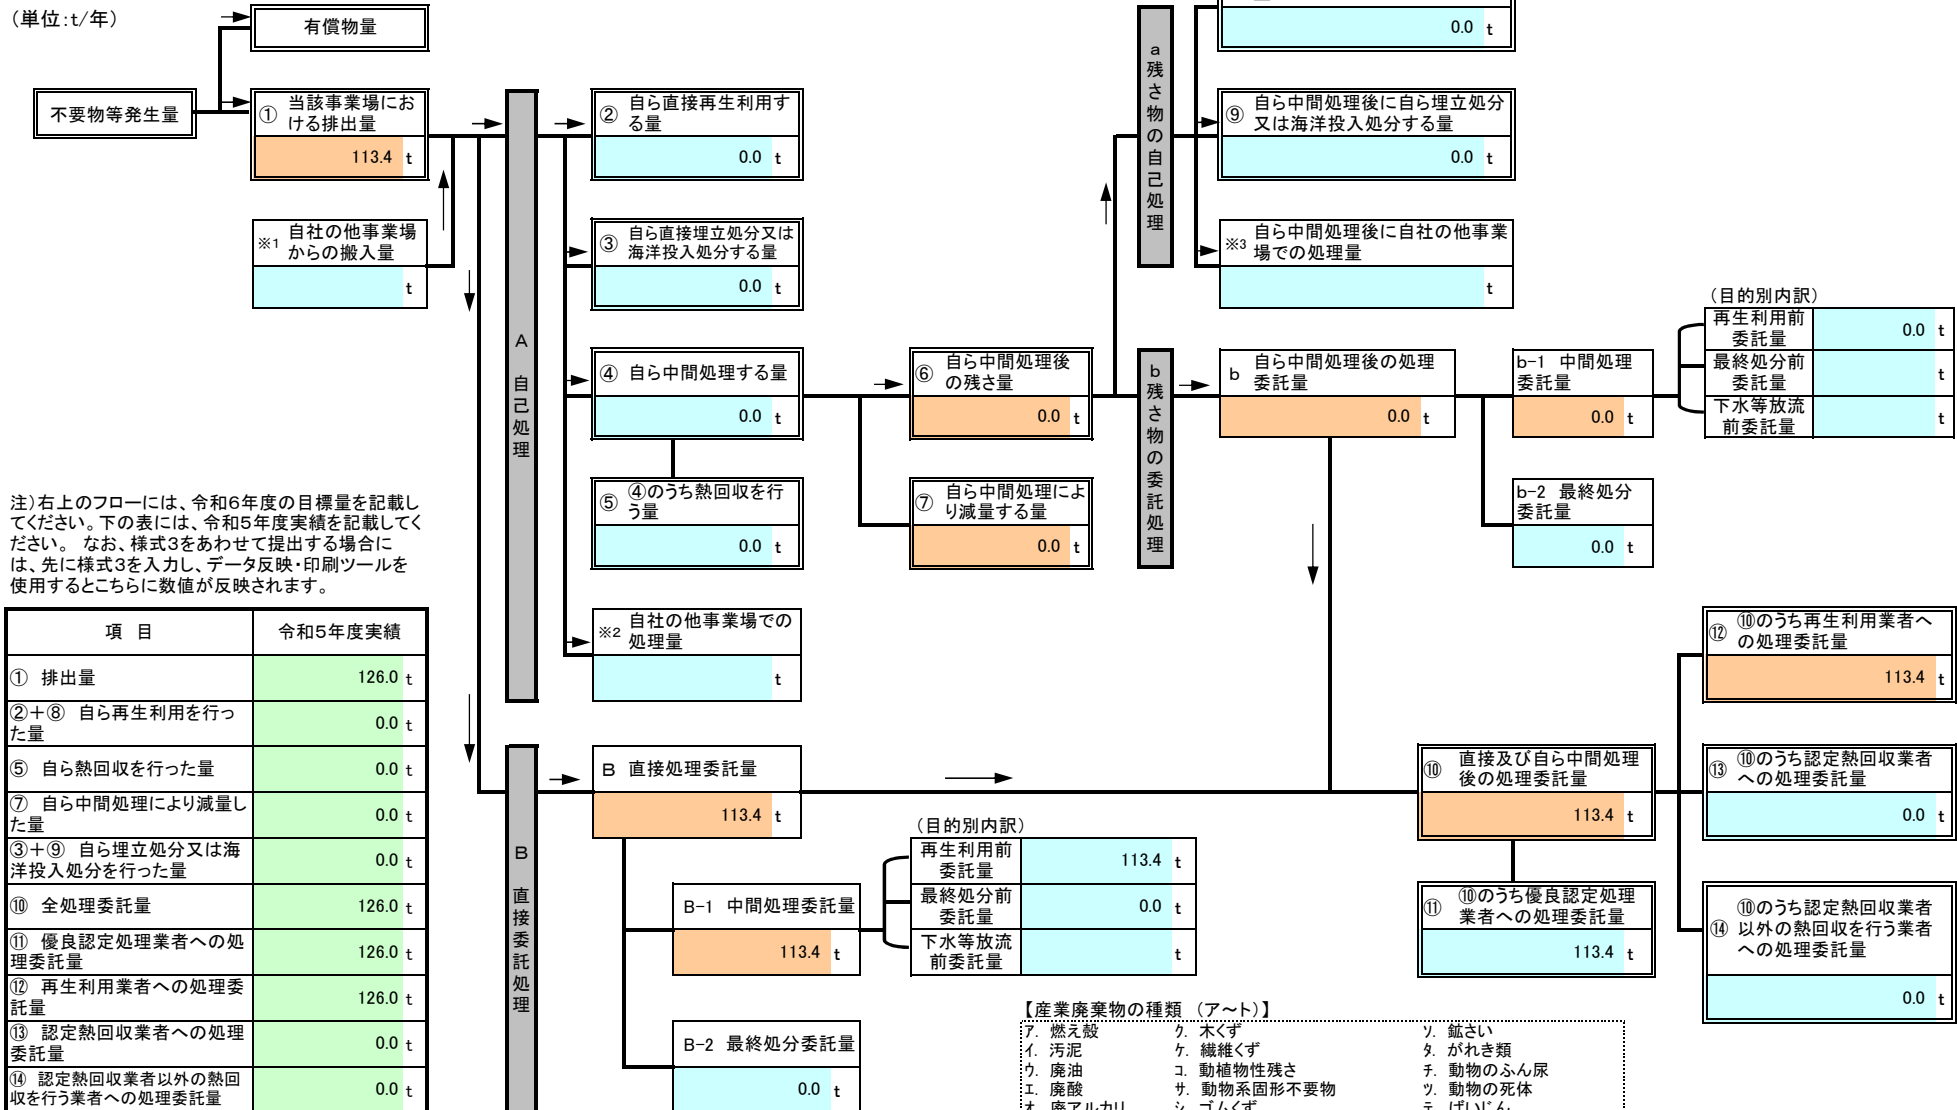 （単位：t/年）
有償物量
不要物等発生量
① 当該事業場にお
ける排出量
113.4 t
※1 自社の他事業場
からの搬入量
t
A 自己処理
② 自ら直接再生利用す
る量
0.0 t
③ 自ら直接埋立処分又は
海洋投入処分する量
0.0 t
④ 自ら中間処理する量
0.0 t
⑤ ④のうち熱回収を行
う量
0.0 t
※2 自社の他事業場での
処理量
t
⑥ 自ら中間処理後
の残さ量
0.0 t
⑦ 自ら中間処理によ
り減量する量
0.0 t
a 残さ物の自己処理
0.0 t
⑨ 自ら中間処理後に自ら埋立処分
又は海洋投入処分する量
0.0 t
※3 自ら中間処理後に自社の他事業
場での処理量
t
b 残さ物の委託処理
b 自ら中間処理後の処理
委託量
0.0 t
b-1 中間処理
委託量
0.0 t
b-2 最終処分
委託量
0.0 t
（目的別内訳）
再生利用前
委託量
0.0 t
最終処分前
委託量
t
下水等放流
前委託量
t
注）右上のフローには、令和6年度の目標量を記載し
てください。下の表には、令和5年度実績を記載してく
ださい。 なお、様式3をあわせて提出する場合に
は、先に様式3を入力し、データ反映・印刷ツールを
使用するとこちらに数値が反映されます。
項 目 令和5年度実績
① 排出量 126.0 t
②＋⑧ 自ら再生利用を行っ
た量
0.0 t
⑤ 自ら熱回収を行った量 0.0 t
⑦ 自ら中間処理により減量し
た量
0.0 t
③＋⑨ 自ら埋立処分又は海
洋投入処分を行った量
0.0 t
⑩ 全処理委託量 126.0 t
⑪ 優良認定処理業者への処
理委託量
126.0 t
⑫ 再生利用業者への処理委
託量
126.0 t
⑬ 認定熱回収業者への処理
委託量
0.0 t
⑭ 認定熱回収業者以外の熱回
収を行う業者への処理委託量
0.0 t
B 直接委託処理
B 直接処理委託量
113.4 t
B-1 中間処理委託量
113.4 t
B-2 最終処分委託量
0.0 t
（目的別内訳）
再生利用前
委託量
113.4 t
最終処分前
委託量
0.0 t
下水等放流
前委託量
t
⑩ 直接及び自ら中間処理
後の処理委託量
113.4 t
⑪ ⑩のうち優良認定処理
業者への処理委託量
113.4 t
⑫ ⑩のうち再生利用業者へ
の処理委託量
113.4 t
⑬ ⑩のうち認定熱回収業者
への処理委託量
0.0 t
⑭ ⑩のうち認定熱回収業者
以外の熱回収を行う業者
への処理委託量
0.0 t
【産業廃棄物の種類 （ア～ト）】
ア. 燃え殻 ク. 木くず ソ. 鉱さい
イ. 汚泥 ケ. 繊維くず タ. がれき類
ウ. 廃油 コ. 動植物性残さ チ. 動物のふん尿
エ. 廃酸 サ. 動物系固形不要物 ツ. 動物の死体
オ. 廃アルカリ シ. ゴムくず テ. ばいじん